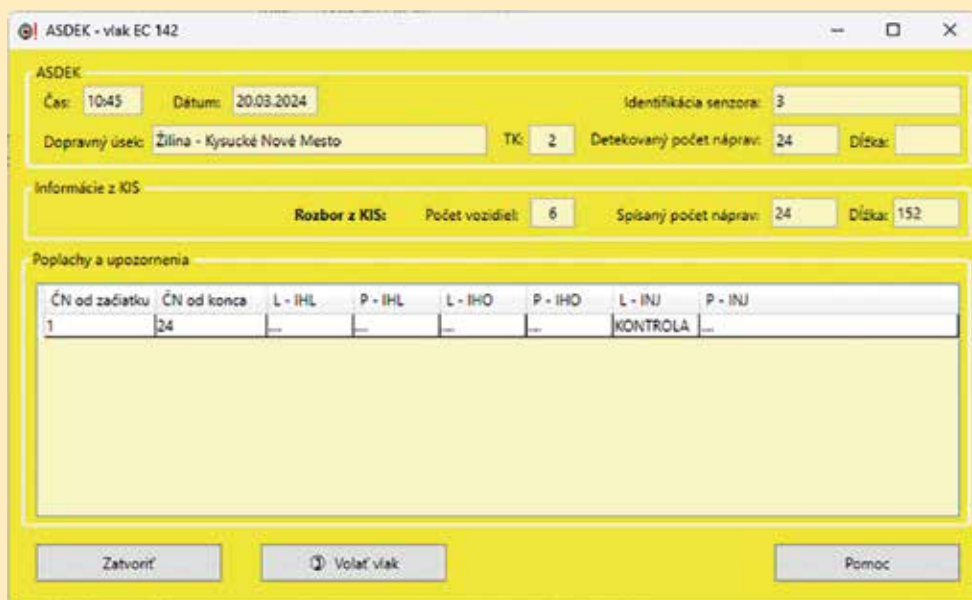 ASDEK - vlak EC 142
ASDEK
Čas: 10:45 Dátum: 20.03.2024 Identifikácia senzora: 3
Dopravný úsek: Žilina - Kysucké Nové Mesto TK: 2 Detekovaný počet náprav: 24 Dĺžka:
Informácie z KIS
Rozbor z KIS: Počet vozidiel: 6 Spísaný počet náprav: 24 Dĺžka: 152
Poplachy a upozornenia
ČN od začiatku ČN od konca L - IHL P - IHL L - IHO P - IHO L - INJ P - INJ
1 24 ... ... ... ... KONTROLA ...
Zatvoriť Volať vlak Pomoc